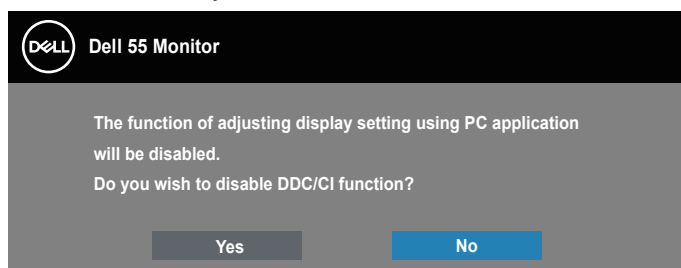 DELL Dell 55 Monitor
The function of adjusting display setting using PC application
will be disabled.
Do you wish to disable DDC/CI function?
Yes No